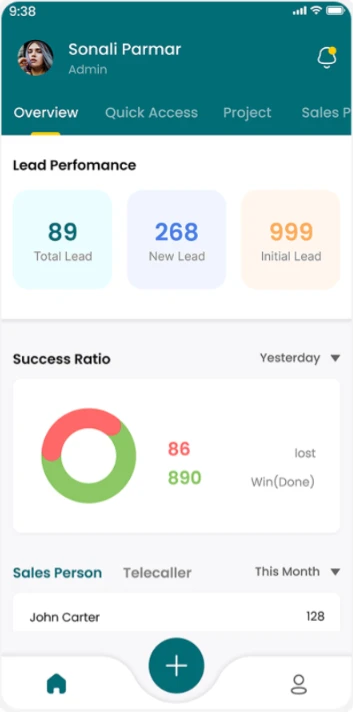 9:38
Sonali Parmar
Admin
Overview Quick Access Project Sales P
Lead Perfomance
89 268 999
Total Lead New Lead Initial Lead
Success Ratio Yesterday
86 lost
890 Win(Done)
Sales Person Telecaller This Month
John Carter 128